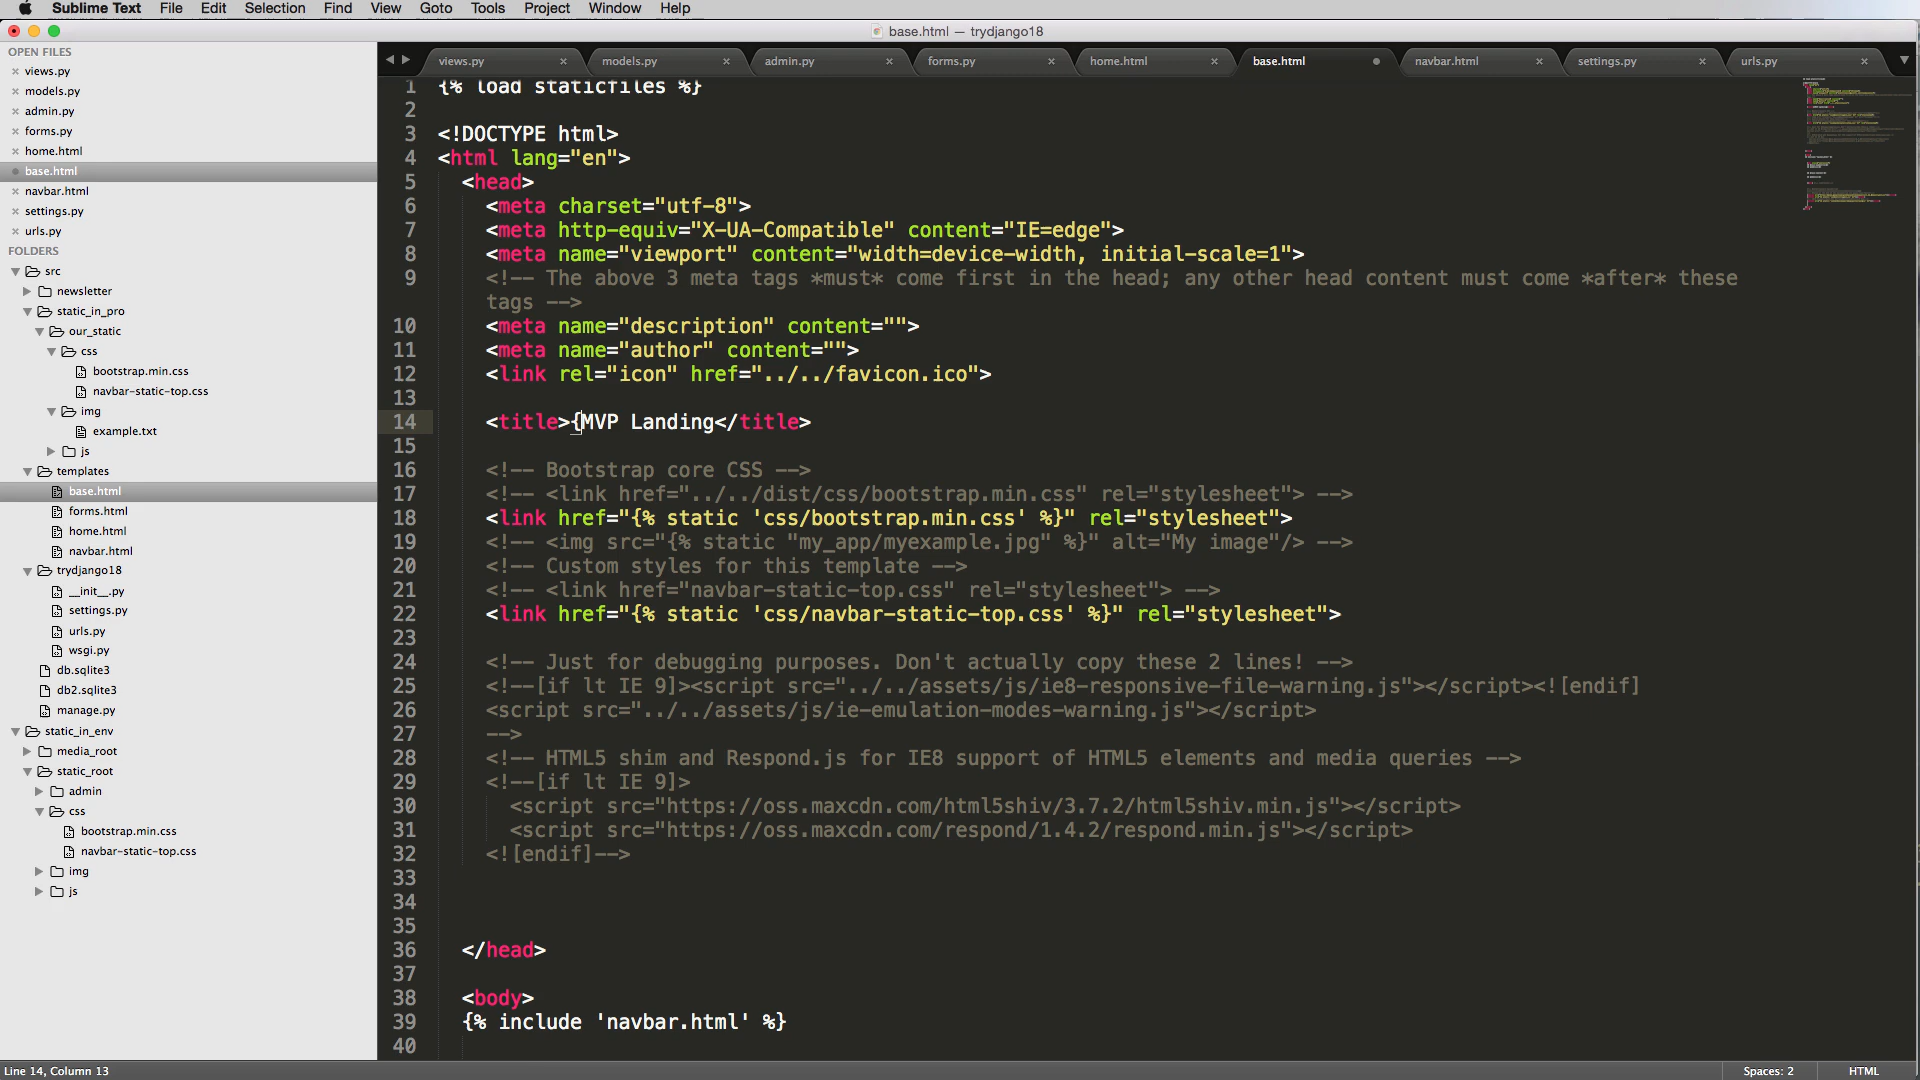 Sublime Text File Edit Selection Find View Goto Tools Project Window Help
base.html — trydjango18
OPEN FILES
views.py
models.py
admin.py
forms.py
home.html
base.html
navbar.html
settings.py
urls.py
FOLDERS
src
newsletter
static_in_pro
our_static
css
bootstrap.min.css
navbar-static-top.css
img
example.txt
js
templates
base.html
forms.html
home.html
navbar.html
trydjango18
__init__.py
settings.py
urls.py
wsgi.py
db.sqlite3
db2.sqlite3
manage.py
static_in_env
media_root
static_root
admin
css
bootstrap.min.css
navbar-static-top.css
img
js
views.py models.py admin.py forms.py home.html base.html navbar.html settings.py urls.py
1 {% load staticfiles %}
2
3 <!DOCTYPE html>
4 <html lang="en">
5 <head>
6 <meta charset="utf-8">
7 <meta http-equiv="X-UA-Compatible" content="IE=edge">
8 <meta name="viewport" content="width=device-width, initial-scale=1">
9 <!-- The above 3 meta tags *must* come first in the head; any other head content must come *after* these
tags -->
10 <meta name="description" content="">
11 <meta name="author" content="">
12 <link rel="icon" href="../../favicon.ico">
13
14 <title>{MVP Landing</title>
15
16 <!-- Bootstrap core CSS -->
17 <!-- <link href="../../dist/css/bootstrap.min.css" rel="stylesheet"> -->
18 <link href="{% static 'css/bootstrap.min.css' %}" rel="stylesheet">
19 <!-- <img src="{% static "my_app/myexample.jpg" %}" alt="My image"/> -->
20 <!-- Custom styles for this template -->
21 <!-- <link href="navbar-static-top.css" rel="stylesheet"> -->
22 <link href="{% static 'css/navbar-static-top.css' %}" rel="stylesheet">
23
24 <!-- Just for debugging purposes. Don't actually copy these 2 lines! -->
25 <!--[if lt IE 9]><script src="../../assets/js/ie8-responsive-file-warning.js"></script><![endif]
26 <script src="../../assets/js/ie-emulation-modes-warning.js"></script>
27 -->
28 <!-- HTML5 shim and Respond.js for IE8 support of HTML5 elements and media queries -->
29 <!--[if lt IE 9]>
30 <script src="https://oss.maxcdn.com/html5shiv/3.7.2/html5shiv.min.js"></script>
31 <script src="https://oss.maxcdn.com/respond/1.4.2/respond.min.js"></script>
32 <![endif]-->
33
34
35
36 </head>
37
38 <body>
39 {% include 'navbar.html' %}
40
Line 14, Column 13 Spaces: 2 HTML